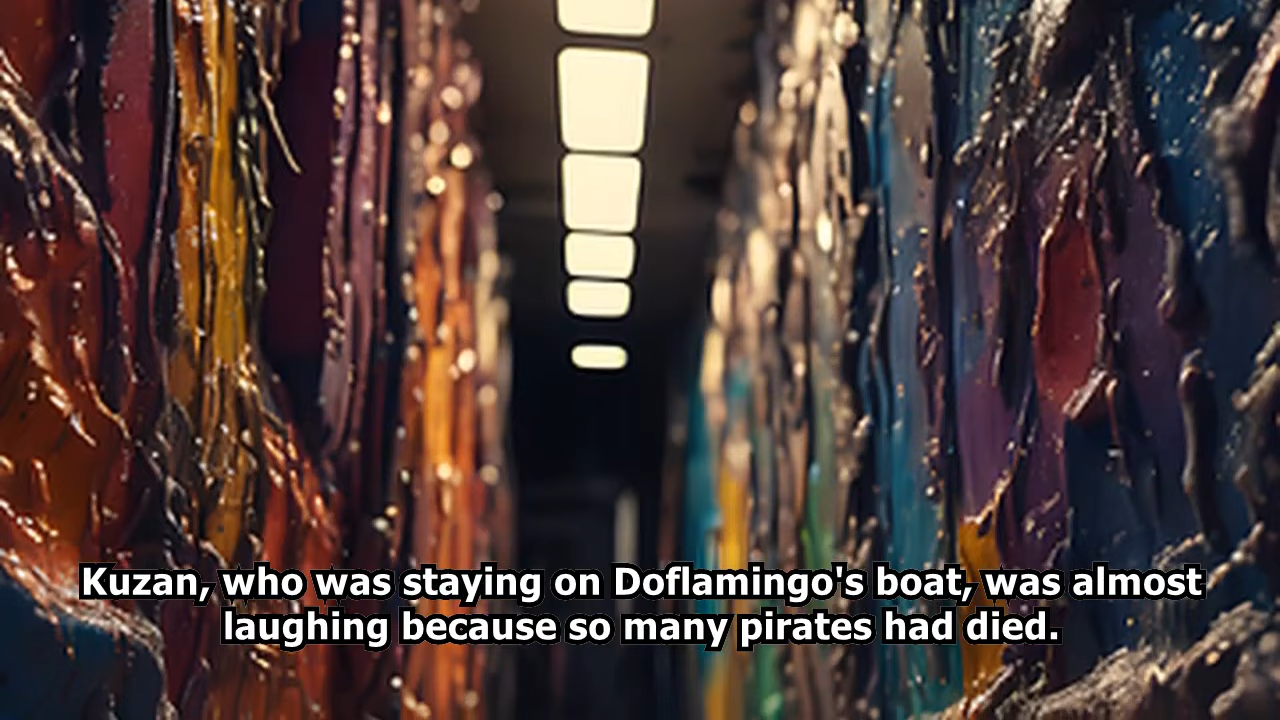 Kuzan, who was staying on Doflamingo's boat, was almost
laughing because so many pirates had died.